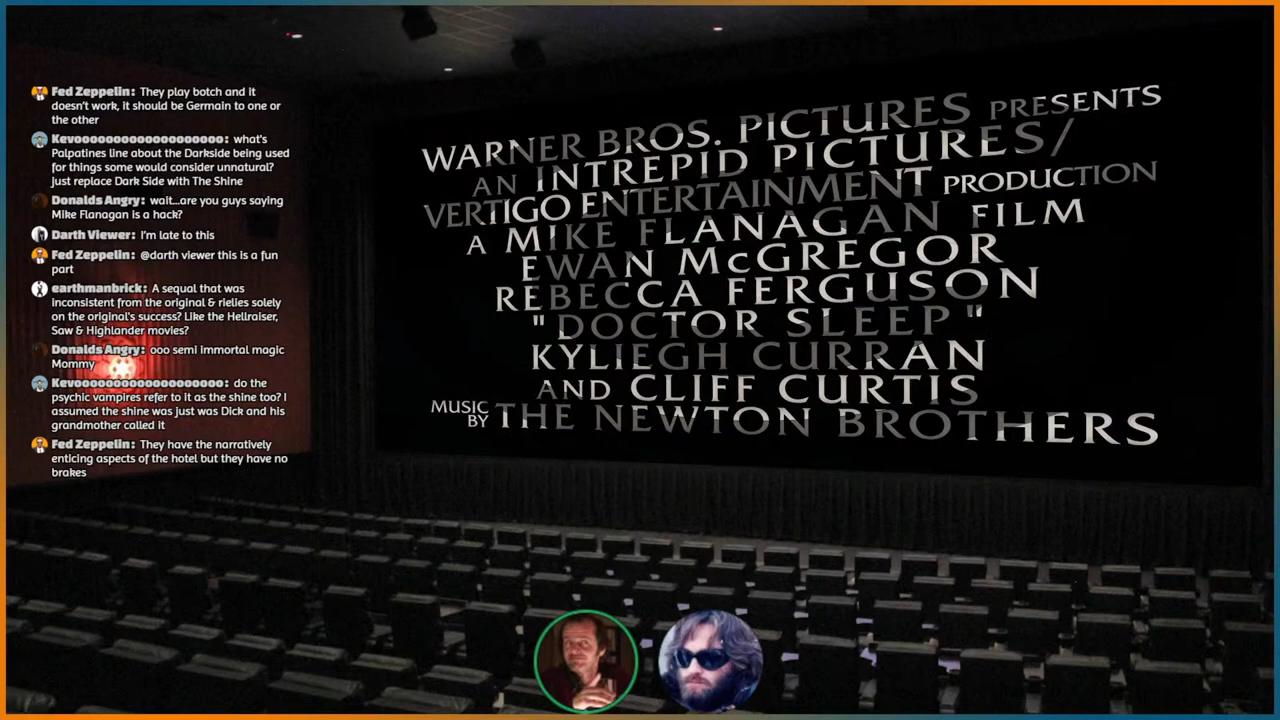 Fed Zeppelin: They play botch and it
doesn't work, it should be Germain to one or
the other
Kevoooooooooooooooooooo: what's
Palpatines line about the Darkside being used
for things some would consider unnatural?
just replace Dark Side with The Shine
Donalds Angry: wait...are you guys saying
Mike Flanagan is a hack?
Darth Viewer: I'm late to this
Fed Zeppelin: @darth viewer this is a fun
part
earthmanbrick: A sequal that was
inconsistent from the original & rielies solely
on the original's success? Like the Hellraiser,
Saw & Highlander movies?
Donalds Angry: ooo semi immortal magic
Mommy
Kevoooooooooooooooooooo: do the
psychic vampires refer to it as the shine too? I
assumed the shine was just was Dick and his
grandmother called it
Fed Zeppelin: They have the narratively
enticing aspects of the hotel but they have no
brakes
WARNER BROS. PICTURES PRESENTS
AN INTREPID PICTURES/
VERTIGO ENTERTAINMENT PRODUCTION
A MIKE FLANAGAN FILM
EWAN McGREGOR
REBECCA FERGUSON
"DOCTOR SLEEP"
KYLIEGH CURRAN
AND CLIFF CURTIS
MUSIC BY THE NEWTON BROTHERS